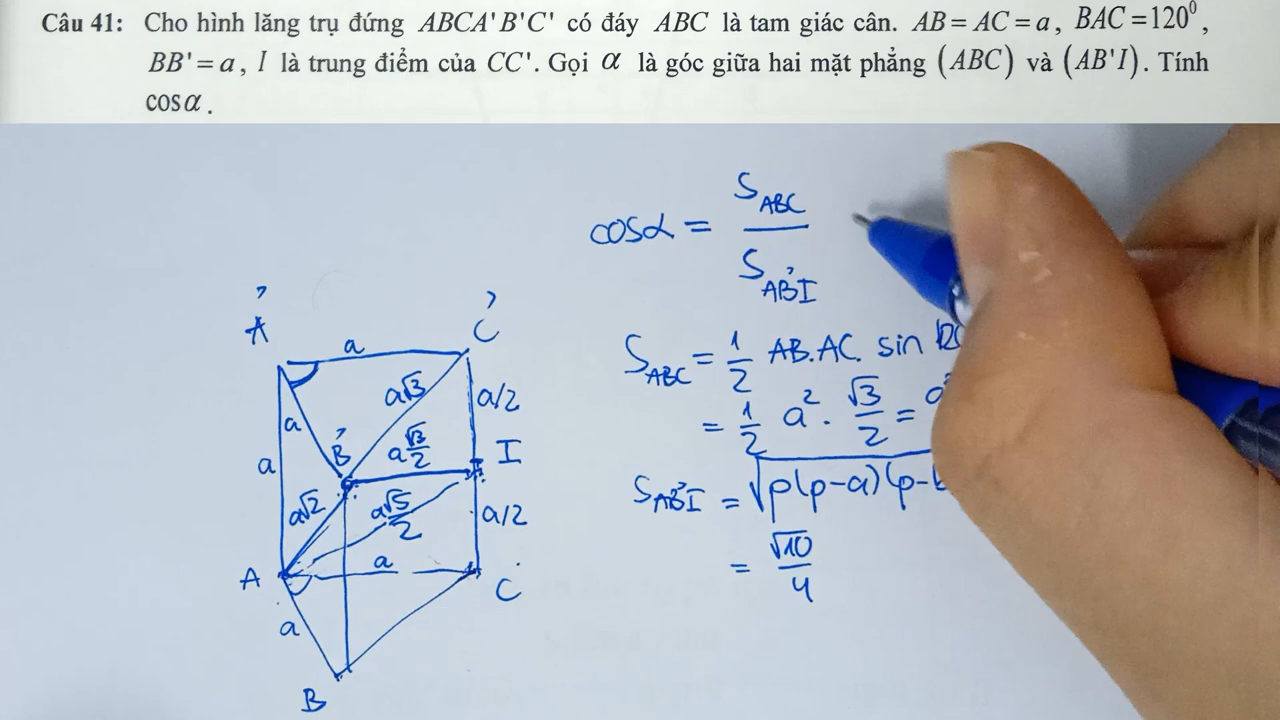 Câu 41: Cho hình lăng trụ đứng ABCA'B'C' có đáy ABC là tam giác cân. AB = AC = a, BAC = 120⁰,
BB' = a, I là trung điểm của CC'. Gọi α là góc giữa hai mặt phẳng (ABC) và (AB'I). Tính
cosα.
cosα = S_ABC / S_AB'I
S_ABC = 1/2 AB.AC. sin
= 1/2 a² . √3/2 =
S_AB'I = √p(p-a)(p-
= √10/4
A'
C'
a
a√3
a/2
a
B'
a√3/2
I
a
a√2
a√5/2
a/2
A
a
C
a
B